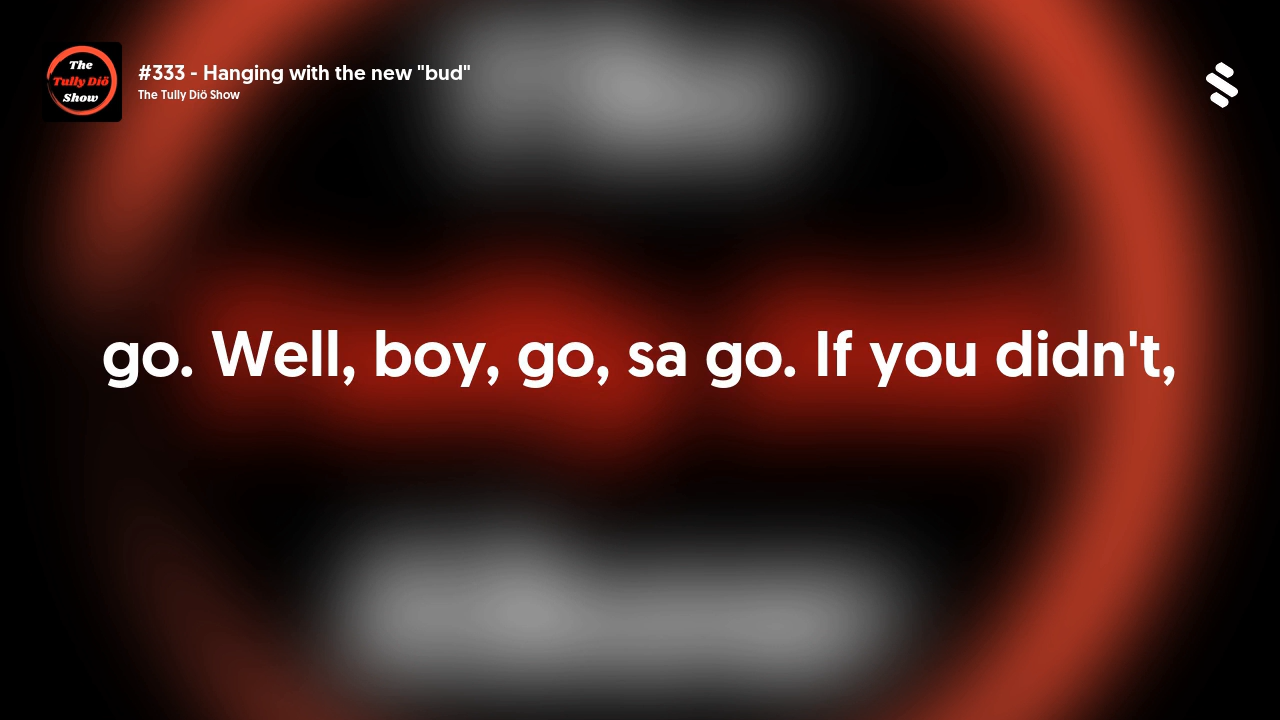 The
Tully Diö
Show
#333 - Hanging with the new "bud"
The Tully Diö Show
go. Well, boy, go, sa go. If you didn't,